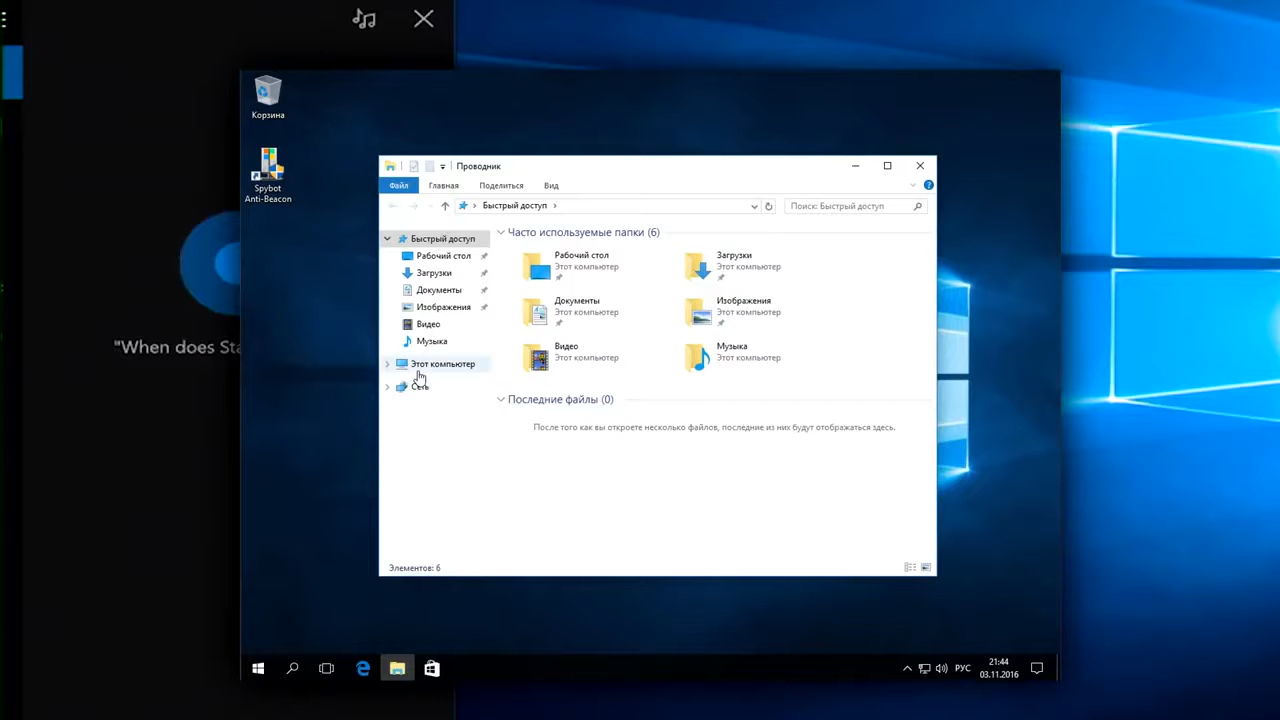 Корзина
Spybot
Anti-Beacon
"When does Sta
Проводник
Файл
Главная
Поделиться
Вид
Быстрый доступ
Поиск: Быстрый доступ
Быстрый доступ
Рабочий стол
Загрузки
Документы
Изображения
Видео
Музыка
Этот компьютер
Сеть
Часто используемые папки (6)
Рабочий стол
Этот компьютер
Загрузки
Этот компьютер
Документы
Этот компьютер
Изображения
Этот компьютер
Видео
Этот компьютер
Музыка
Этот компьютер
Последние файлы (0)
После того как вы откроете несколько файлов, последние из них будут отображаться здесь.
Элементов: 6
РУС
21:44
03.11.2016